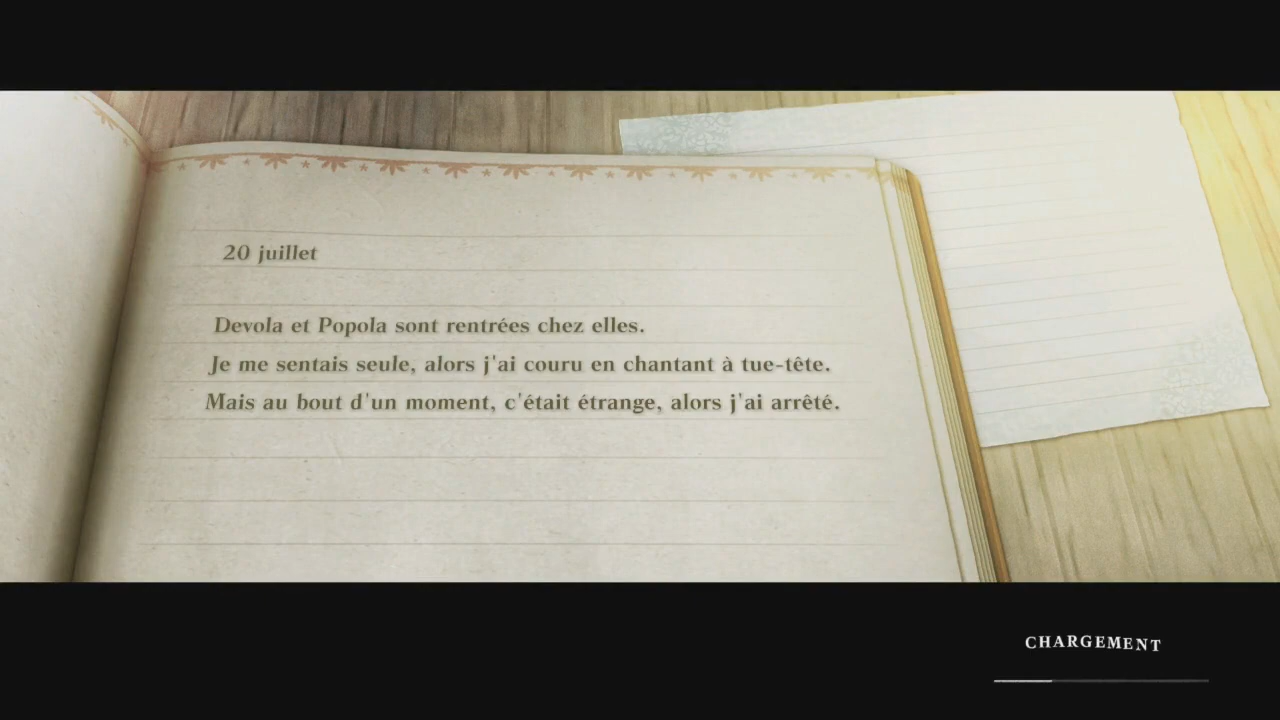 20 juillet
Devola et Popola sont rentrées chez elles.
Je me sentais seule, alors j'ai couru en chantant à tue-tête.
Mais au bout d'un moment, c'était étrange, alors j'ai arrêté.
CHARGEMENT